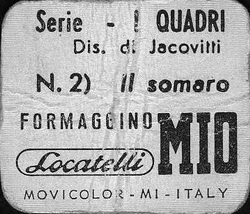 Serie - I QUADRI
Dis. di Jacovitti
N. 2) Il somaro
FORMAGGINO MIO
Locatelli
MOVICOLOR - MI - ITALY